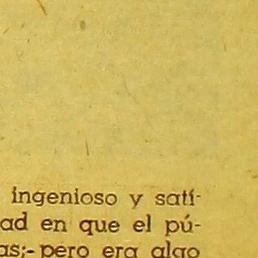 ingenioso y satí-
ad en que el pú-
as;- pero era algo